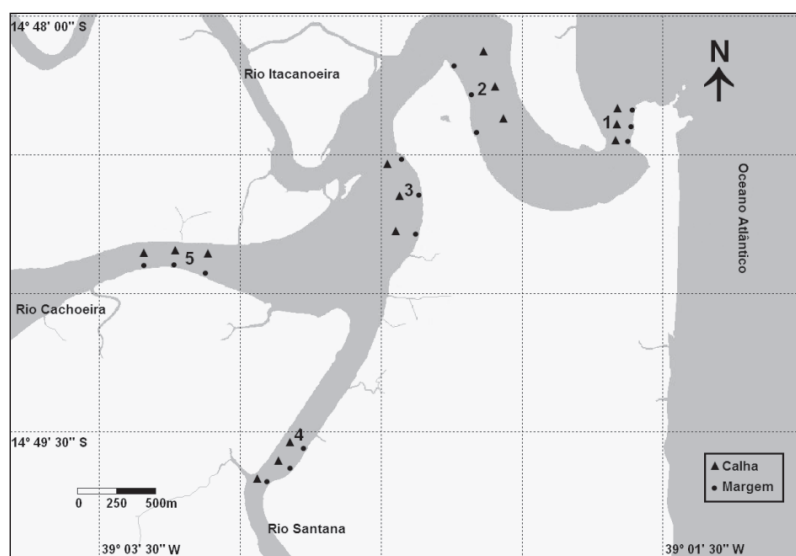 14° 48' 00" S
N
Rio Itacanoeira
2
1
3
Oceano Atlântico
5
Rio Cachoeira
4
14° 49' 30" S
Calha
Margem
0 250 500m
Rio Santana
39° 03' 30" W
39° 01' 30" W